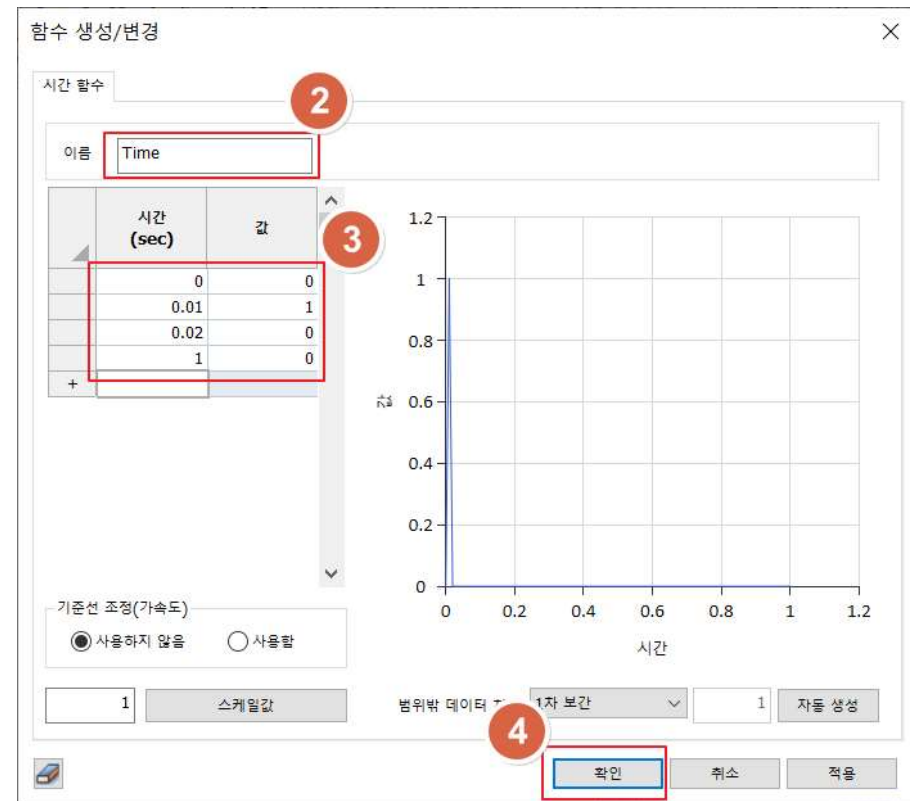 함수 생성/변경
시간 함수
2
이름 Time
시간 (sec) 값
3
0 0
0.01 1
0.02 0
1 0
+
1.2
1
0.8
값 0.6
0.4
0.2
0
0 0.2 0.4 0.6 0.8 1 1.2
시간
기준선 조정(가속도)
사용하지 않음 사용함
1 스케일값 범위밖 데이터 1차 보간 1 자동 생성
4
확인 취소 적용